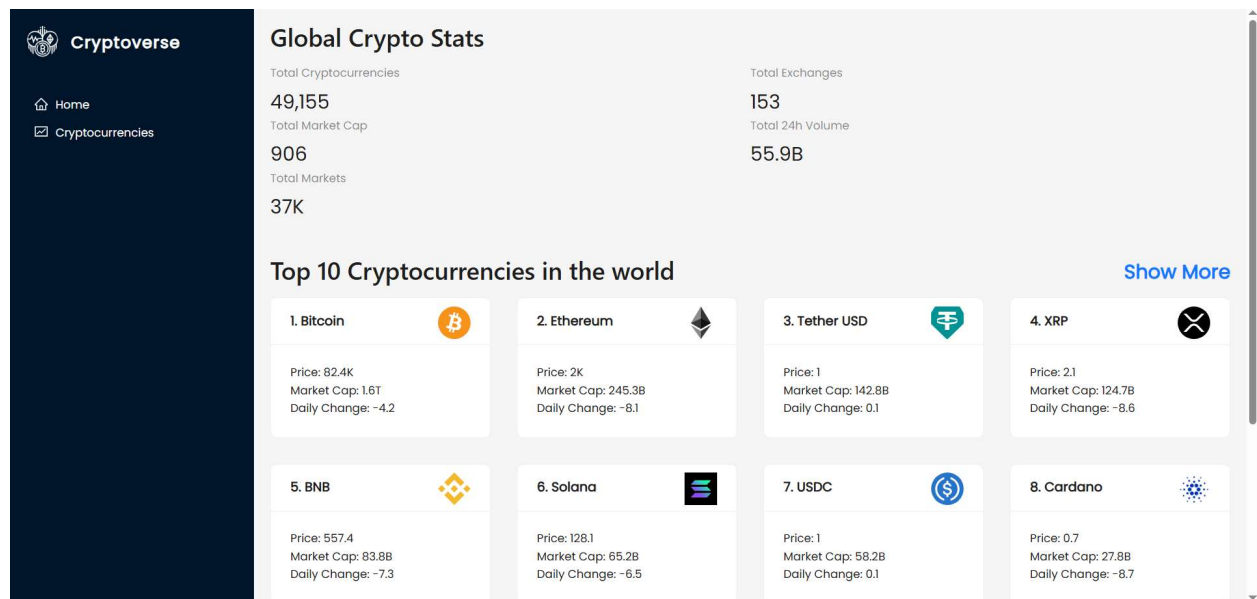 Cryptoverse
Home
Cryptocurrencies
Global Crypto Stats
Total Cryptocurrencies
49,155
Total Exchanges
153
Total Market Cap
906
Total 24h Volume
55.9B
Total Markets
37K
Top 10 Cryptocurrencies in the world
Show More
1. Bitcoin
Price: 82.4K
Market Cap: 1.6T
Daily Change: -4.2
2. Ethereum
Price: 2K
Market Cap: 245.3B
Daily Change: -8.1
3. Tether USD
Price: 1
Market Cap: 142.8B
Daily Change: 0.1
4. XRP
Price: 2.1
Market Cap: 124.7B
Daily Change: -8.6
5. BNB
Price: 557.4
Market Cap: 83.8B
Daily Change: -7.3
6. Solana
Price: 128.1
Market Cap: 65.2B
Daily Change: -6.5
7. USDC
Price: 1
Market Cap: 58.2B
Daily Change: 0.1
8. Cardano
Price: 0.7
Market Cap: 27.8B
Daily Change: -8.7